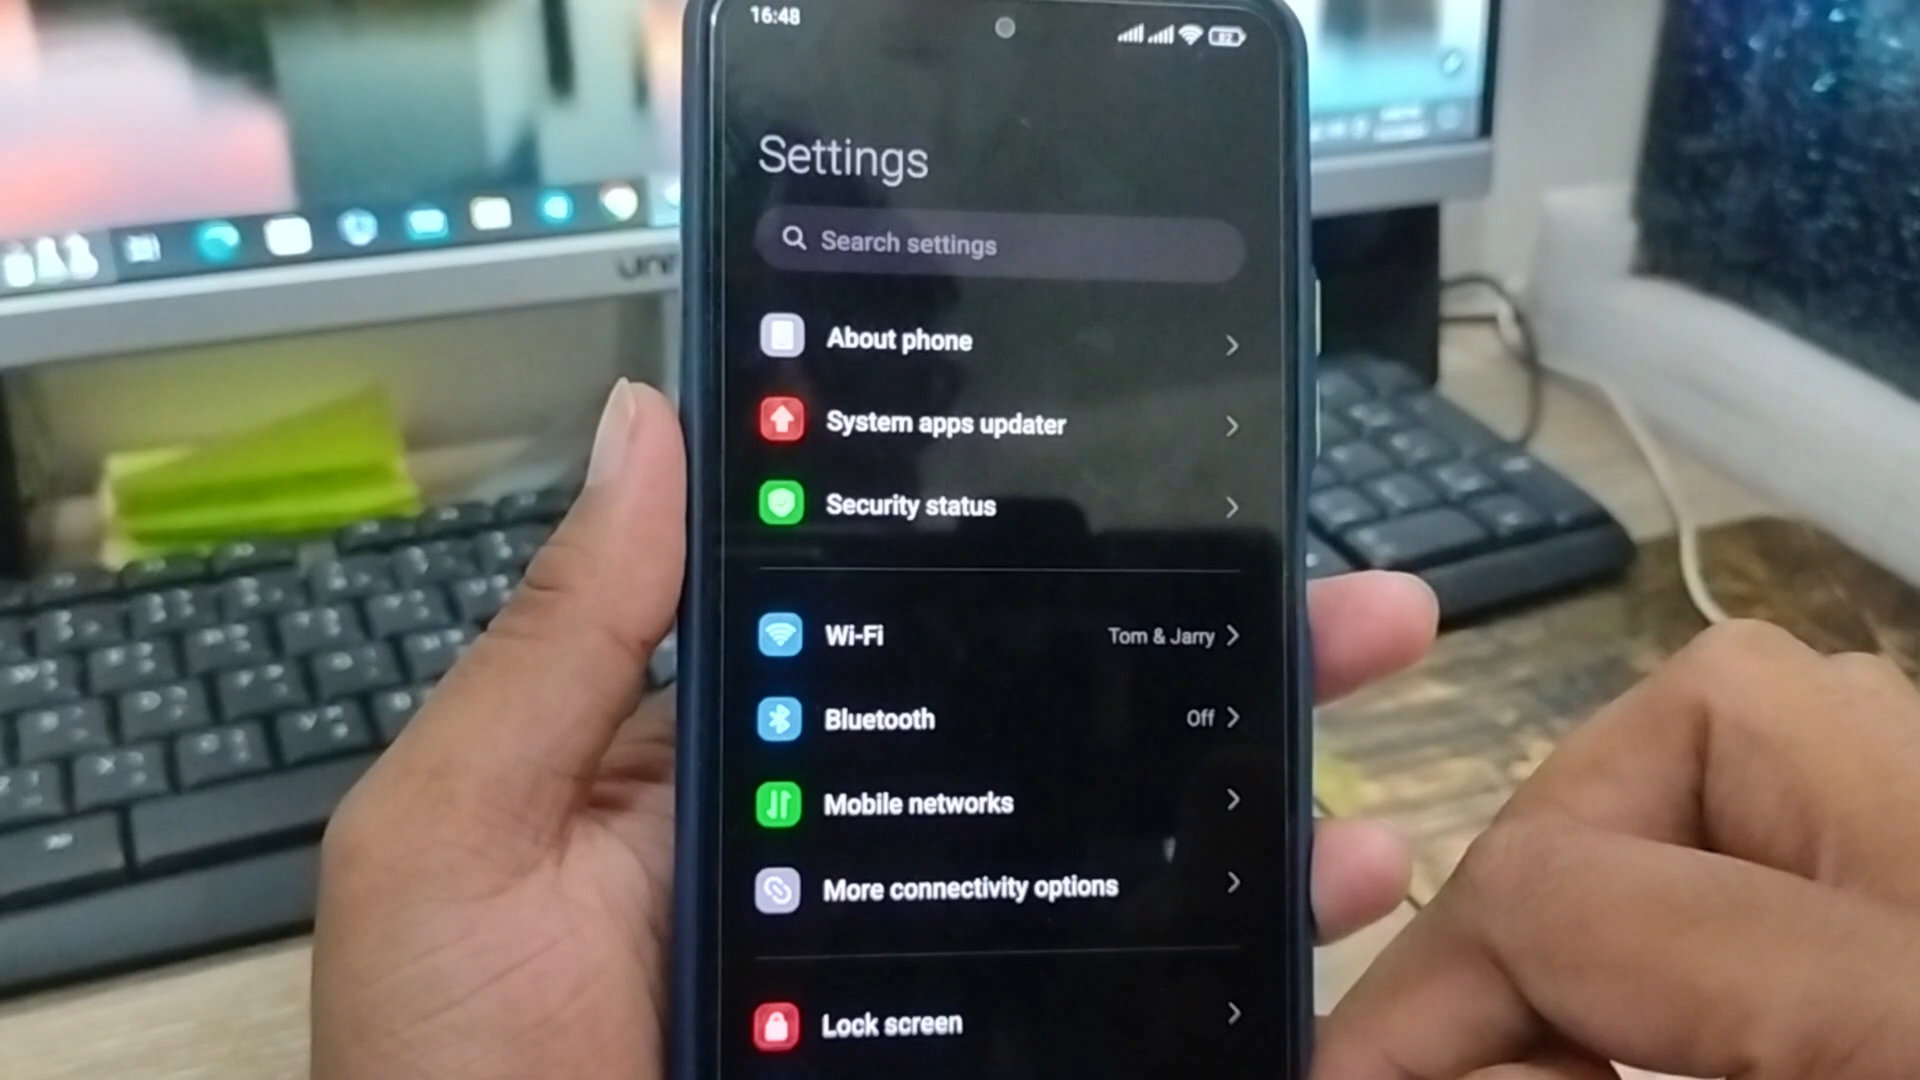 16:48
82
Settings
Search settings
About phone
System apps updater
Security status
Wi-Fi
Tom & Jarry
Bluetooth
Off
Mobile networks
More connectivity options
Lock screen